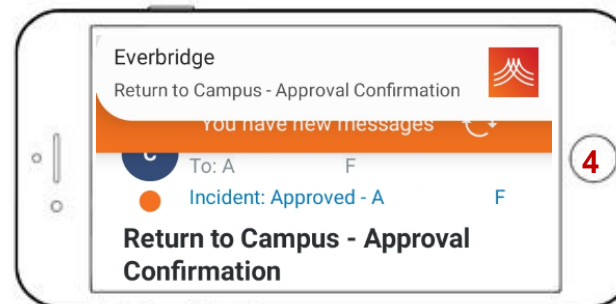 Everbridge
Return to Campus - Approval Confirmation
You have new messages
C
To: A F
Incident: Approved - A F
Return to Campus - Approval
Confirmation
4